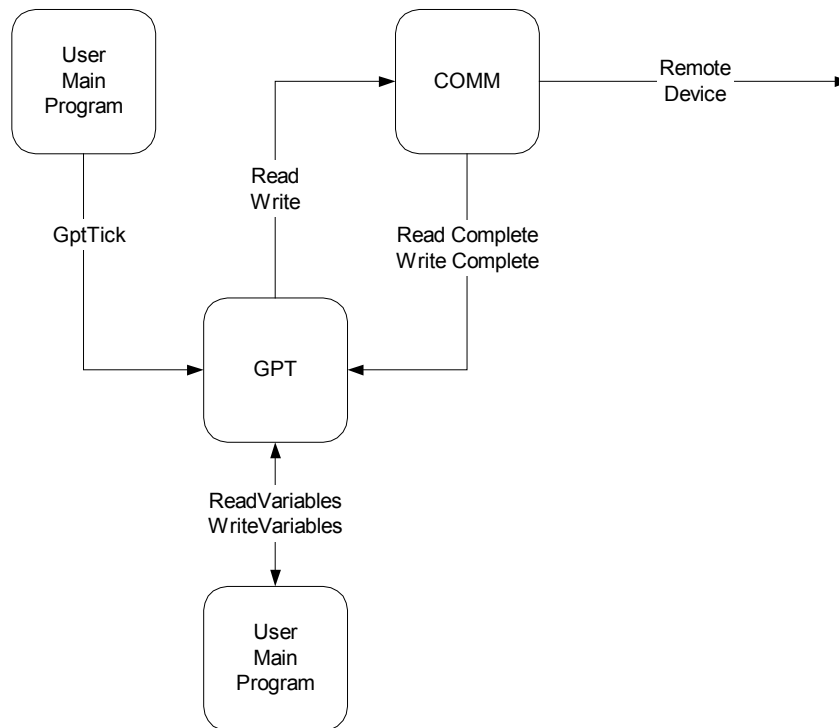 User
Main
Program
COMM
Remote
Device
Read
Write
GptTick
Read Complete
Write Complete
GPT
ReadVariables
WriteVariables
User
Main
Program